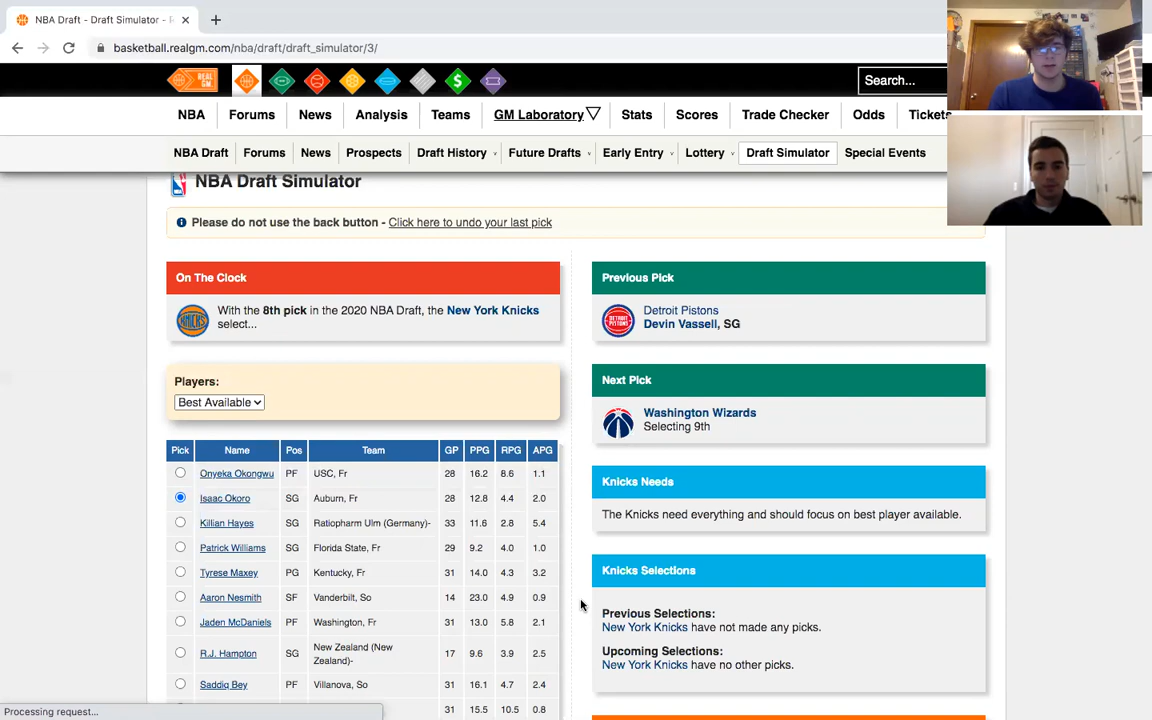 NBA Draft - Draft Simulator -
basketball.realgm.com/nba/draft/draft_simulator/3/
REAL GM
Search...
NBA Forums News Analysis Teams GM Laboratory Stats Scores Trade Checker Odds Tickets
NBA Draft Forums News Prospects Draft History Future Drafts Early Entry Lottery Draft Simulator Special Events
NBA Draft Simulator
Please do not use the back button - Click here to undo your last pick
On The Clock
With the 8th pick in the 2020 NBA Draft, the New York Knicks
select...
Players:
Best Available
Pick Name Pos Team GP PPG RPG APG
Onyeka Okongwu PF USC, Fr 28 16.2 8.6 1.1
Isaac Okoro SG Auburn, Fr 28 12.8 4.4 2.0
Killian Hayes SG Ratiopharm Ulm (Germany)- 33 11.6 2.8 5.4
Patrick Williams SG Florida State, Fr 29 9.2 4.0 1.0
Tyrese Maxey PG Kentucky, Fr 31 14.0 4.3 3.2
Aaron Nesmith SF Vanderbilt, So 14 23.0 4.9 0.9
Jaden McDaniels PF Washington, Fr 31 13.0 5.8 2.1
R.J. Hampton SG New Zealand (New
Zealand)- 17 9.6 3.9 2.5
Saddiq Bey PF Villanova, So 31 16.1 4.7 2.4
31 15.5 10.5 0.8
Previous Pick
Detroit Pistons
Devin Vassell, SG
Next Pick
Washington Wizards
Selecting 9th
Knicks Needs
The Knicks need everything and should focus on best player available.
Knicks Selections
Previous Selections:
New York Knicks have not made any picks.
Upcoming Selections:
New York Knicks have no other picks.
Processing request...